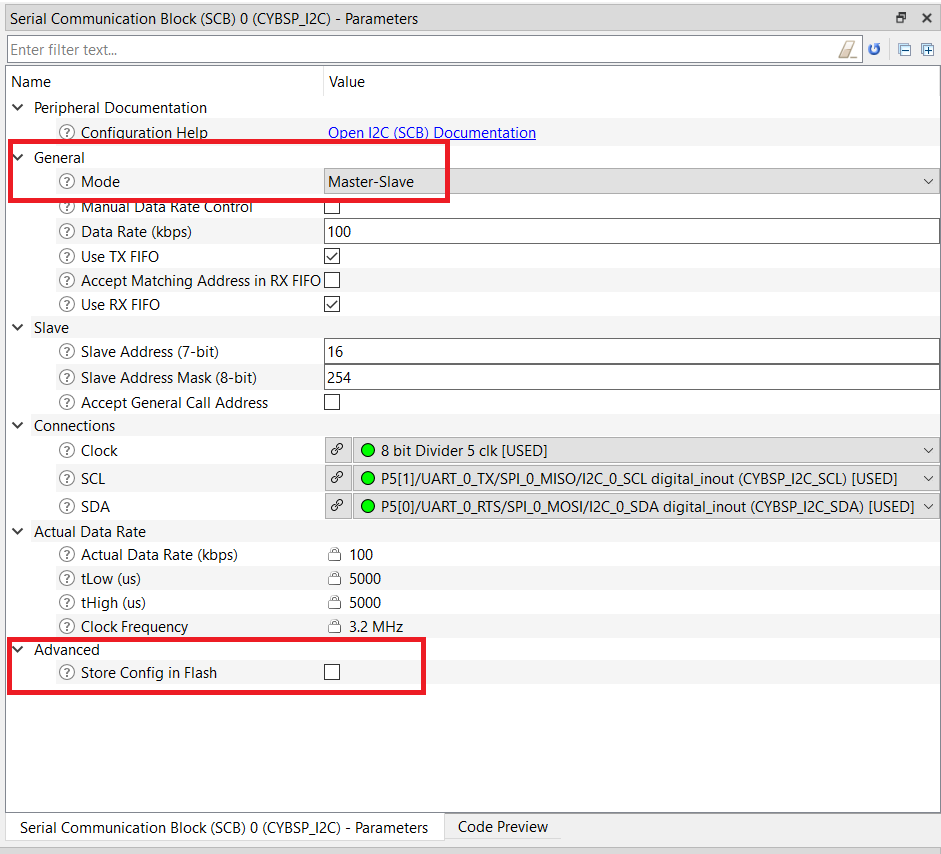 Serial Communication Block (SCB) 0 (CYBSP_I2C) - Parameters
Enter filter text...
Name Value
Peripheral Documentation
? Configuration Help Open I2C (SCB) Documentation
General
? Mode Master-Slave
? Manual Data Rate Control
? Data Rate (kbps) 100
? Use TX FIFO
? Accept Matching Address in RX FIFO
? Use RX FIFO
Slave
? Slave Address (7-bit) 16
? Slave Address Mask (8-bit) 254
? Accept General Call Address
Connections
? Clock 8 bit Divider 5 clk [USED]
? SCL P5[1]/UART_0_TX/SPI_0_MISO/I2C_0_SCL digital_inout (CYBSP_I2C_SCL) [USED]
? SDA P5[0]/UART_0_RTS/SPI_0_MOSI/I2C_0_SDA digital_inout (CYBSP_I2C_SDA) [USED]
Actual Data Rate
? Actual Data Rate (kbps) 100
? tLow (us) 5000
? tHigh (us) 5000
? Clock Frequency 3.2 MHz
Advanced
? Store Config in Flash
Serial Communication Block (SCB) 0 (CYBSP_I2C) - Parameters Code Preview